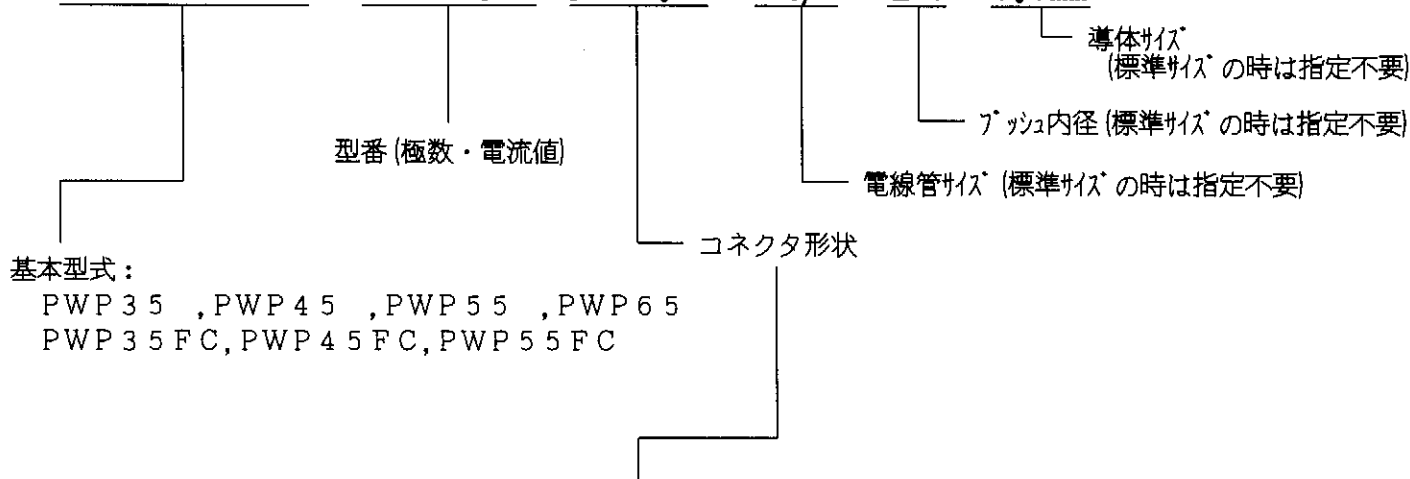 導体ｻｲｽﾞ
(標準ｻｲｽﾞの時は指定不要)
ﾌﾞｯｼｭ内径(標準ｻｲｽﾞの時は指定不要)
型番(極数・電流値)
電線管ｻｲｽﾞ(標準ｻｲｽﾞの時は指定不要)
コネクタ形状
基本型式：
ＰＷＰ３５ ,ＰＷＰ４５ ,ＰＷＰ５５ ,ＰＷＰ６５
ＰＷＰ３５ＦＣ,ＰＷＰ４５ＦＣ,ＰＷＰ５５ＦＣ